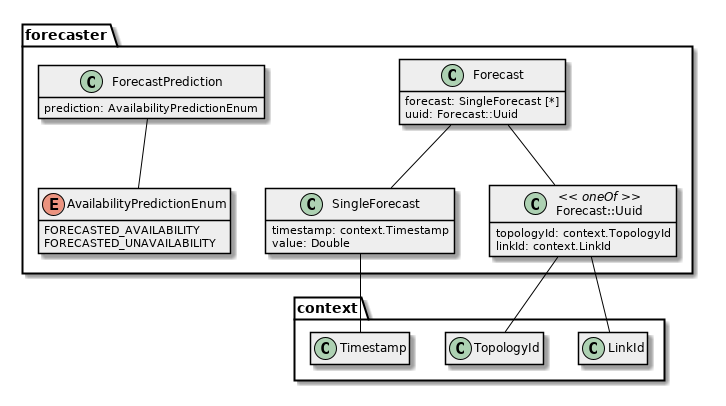 forecaster
C ForecastPrediction
prediction: AvailabilityPredictionEnum
C Forecast
forecast: SingleForecast [*]
uuid: Forecast::Uuid
E AvailabilityPredictionEnum
FORECASTED_AVAILABILITY
FORECASTED_UNAVAILABILITY
C SingleForecast
timestamp: context.Timestamp
value: Double
C << oneOf >>
Forecast::Uuid
topologyId: context.TopologyId
linkId: context.LinkId
context
C Timestamp
C TopologyId
C LinkId